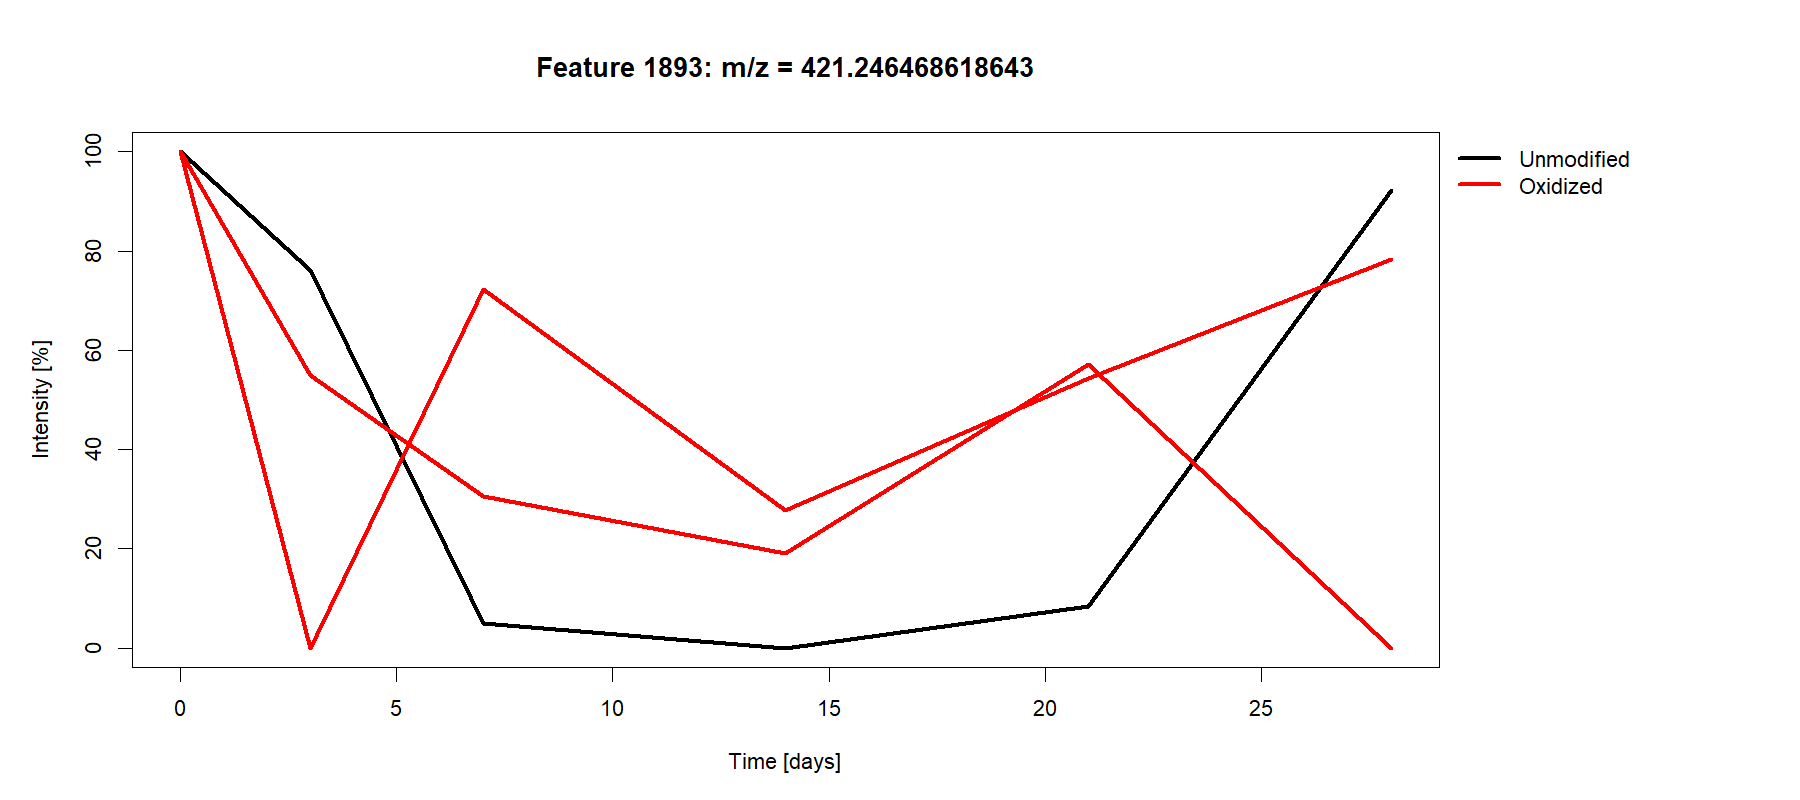 Feature 1893: m/z = 421.246468618643
Unmodified
Oxidized
Intensity [%]
100
80
60
40
20
0
0 5 10 15 20 25
Time [days]